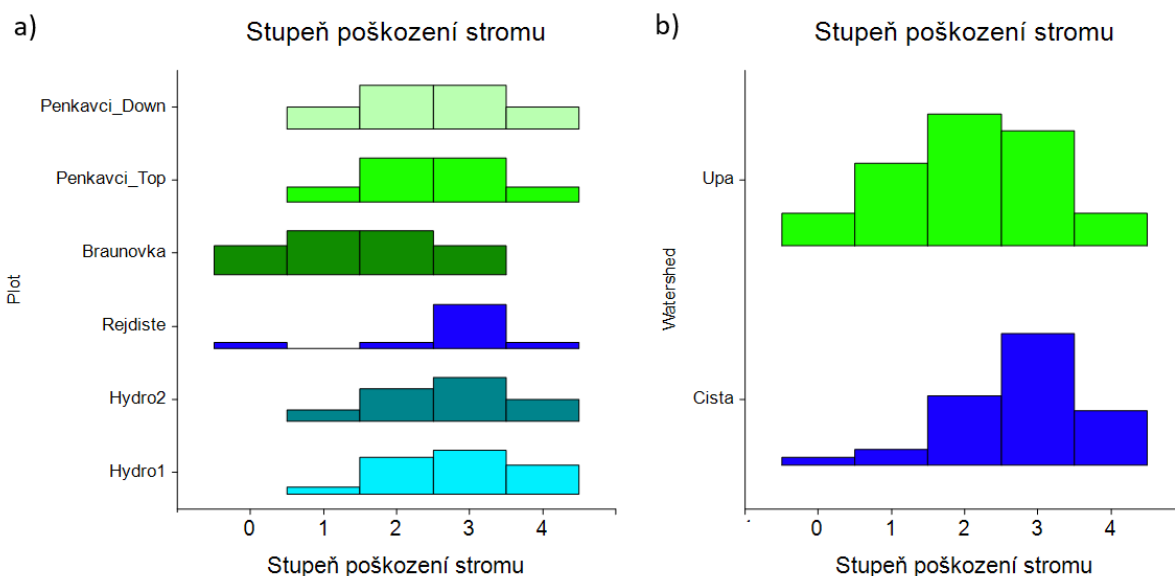 a)
Stupeň poškození stromu
Penkavci_Down
Penkavci_Top
Braunovka
Rejdiste
Hydro2
Hydro1
Plot
0 1 2 3 4
Stupeň poškození stromu
b)
Stupeň poškození stromu
Upa
Cista
Watershed
0 1 2 3 4
Stupeň poškození stromu